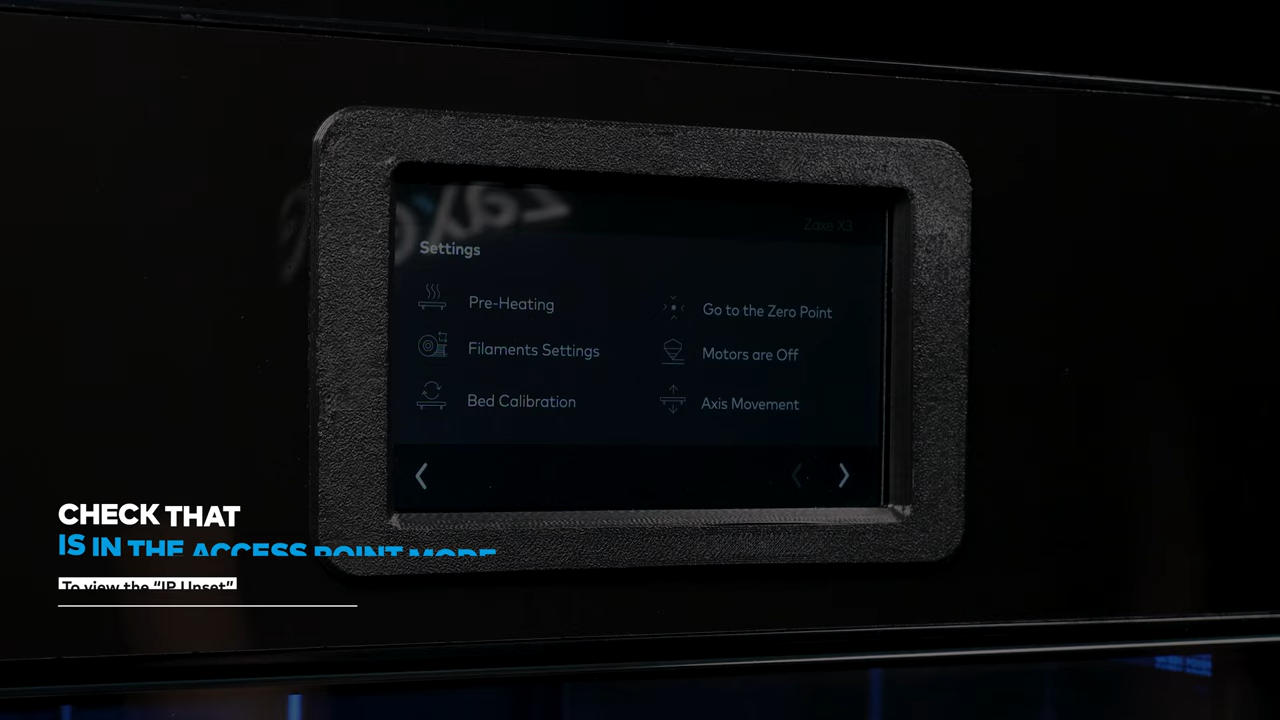 Zaxe X3
Settings
Pre-Heating
Go to the Zero Point
Filaments Settings
Motors are Off
Bed Calibration
Axis Movement
CHECK THAT
IS IN THE ACCESS POINT MODE
To view the “IP Unset”